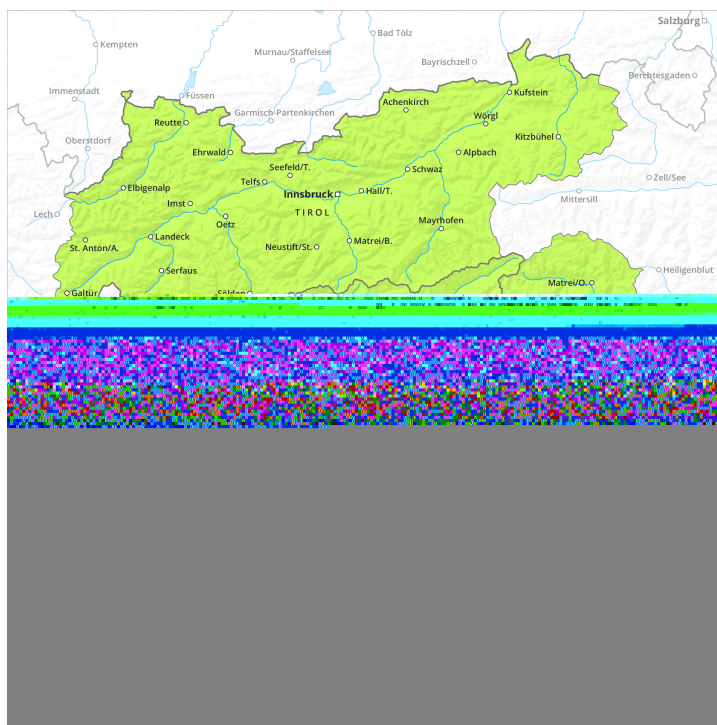 Salzburg
Kempten
Bad Tölz
Murnau/Staffelsee
Bayrischzell
Berchtesgaden
Immenstadt
Füssen
Kufstein
Achenkirch
Garmisch-Partenkirchen
Wörgl
Reutte
Kitzbühel
Oberstdorf
Ehrwald
Alpbach
Seefeld/T.
Schwaz
Zell/See
Telfs
Elbigenalp
Hall/T.
Innsbruck
Mittersill
Imst
TIROL
Lech
Mayrhofen
Oetz
Landeck
Matrei/B.
St. Anton/A.
Neustift/St.
Serfaus
Heiligenblut
Matrei/O.
Galtür
Sölden